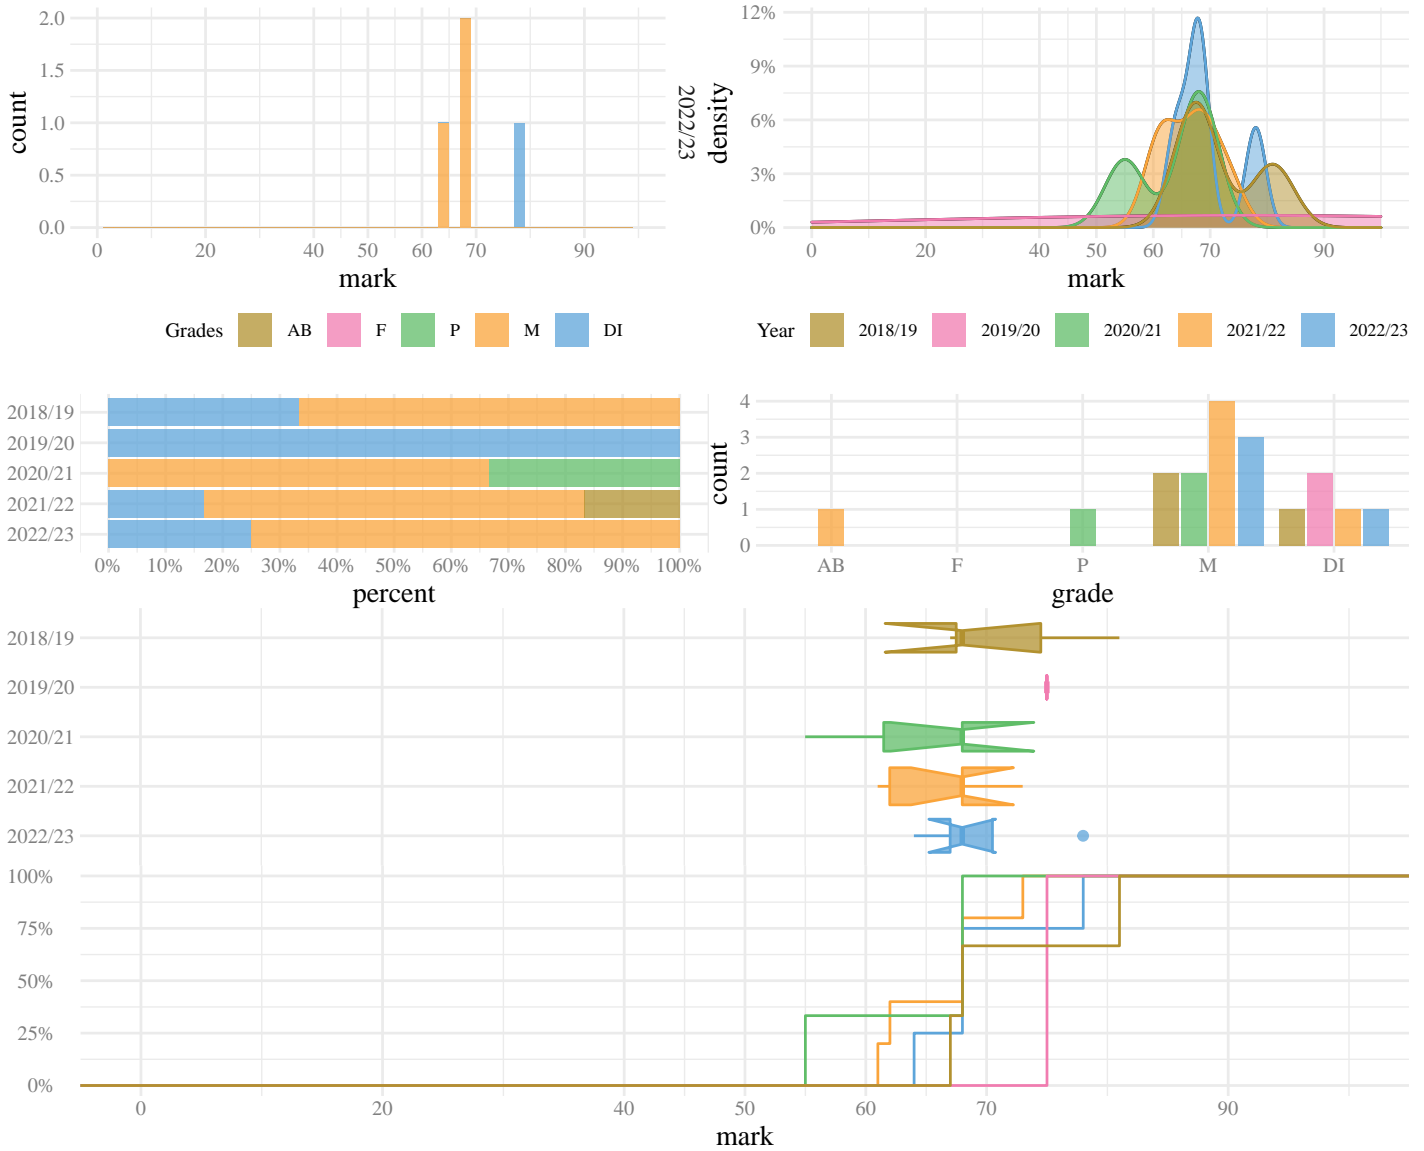 2.0
1.5
1.0
0.5
0.0
count
0 20 40 50 60 70 90
mark
2022/23
12%
9%
6%
3%
0%
density
0 20 40 50 60 70 90
mark
Grades AB F P M DI
Year 2018/19 2019/20 2020/21 2021/22 2022/23
2018/19
2019/20
2020/21
2021/22
2022/23
0% 10% 20% 30% 40% 50% 60% 70% 80% 90% 100%
percent
4
3
2
1
0
count
AB F P M DI
grade
2018/19
2019/20
2020/21
2021/22
2022/23
100%
75%
50%
25%
0%
0 20 40 50 60 70 90
mark